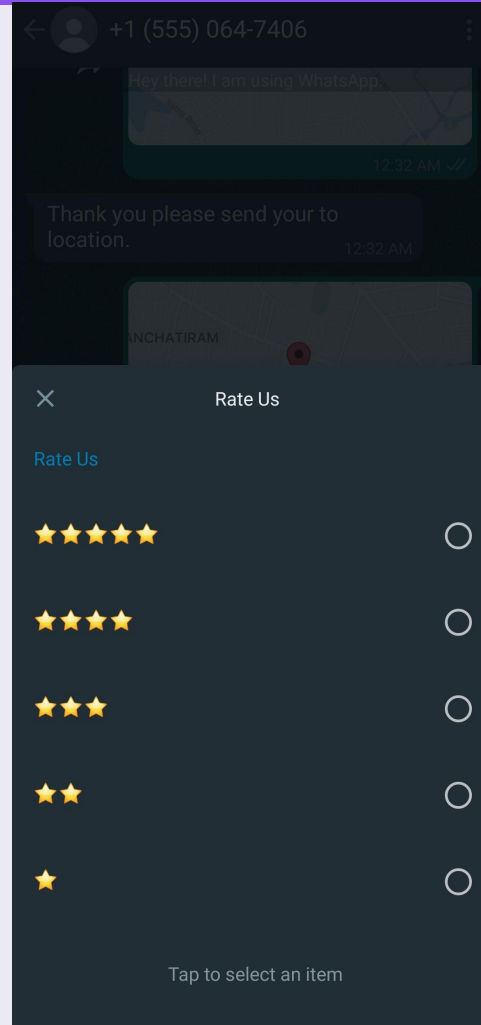 +1 (555) 064-7406
Hey there! I am using WhatsApp.
12:32 AM
Thank you please send your to
location.
12:32 AM
ANCHATIRAM
Rate Us
Rate Us
⭐⭐⭐⭐⭐
⭐⭐⭐⭐
⭐⭐⭐
⭐⭐
⭐
Tap to select an item